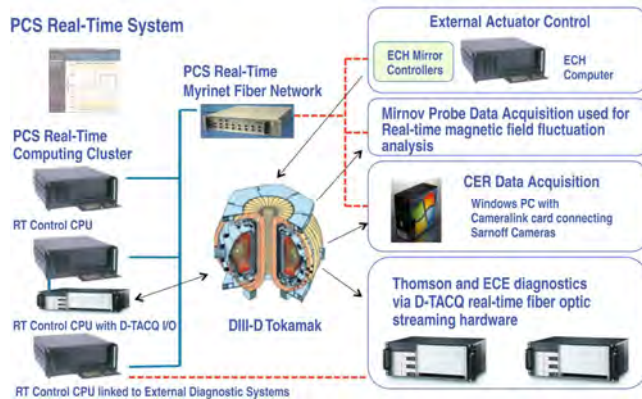 PCS Real-Time System
PCS Real-Time
Myrinet Fiber Network
PCS Real-Time
Computing Cluster
RT Control CPU
RT Control CPU with D-TACQ I/O
RT Control CPU linked to External Diagnostic Systems
DIII-D Tokamak
External Actuator Control
ECH Mirror
Controllers
ECH
Computer
Mirnov Probe Data Acquisition used for
Real-time magnetic field fluctuation
analysis
CER Data Acquisition
Windows PC with
Cameralink card connecting
Sarnoff Cameras
Thomson and ECE diagnostics
via D-TACQ real-time fiber optic
streaming hardware